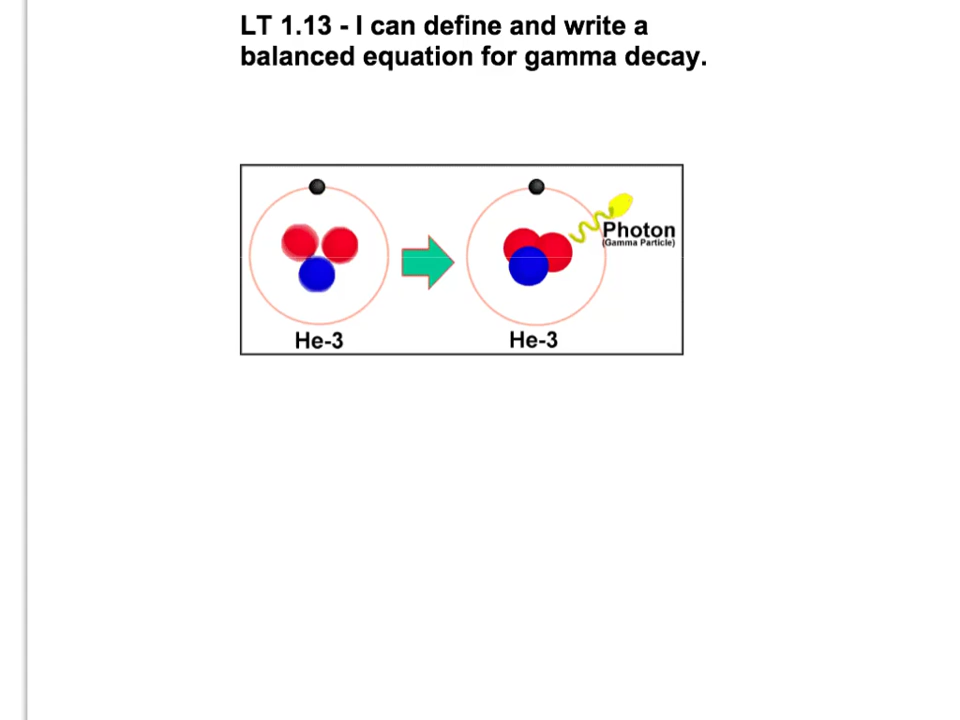 LT 1.13 - I can define and write a
balanced equation for gamma decay.
Photon
(Gamma Particle)
He-3
He-3